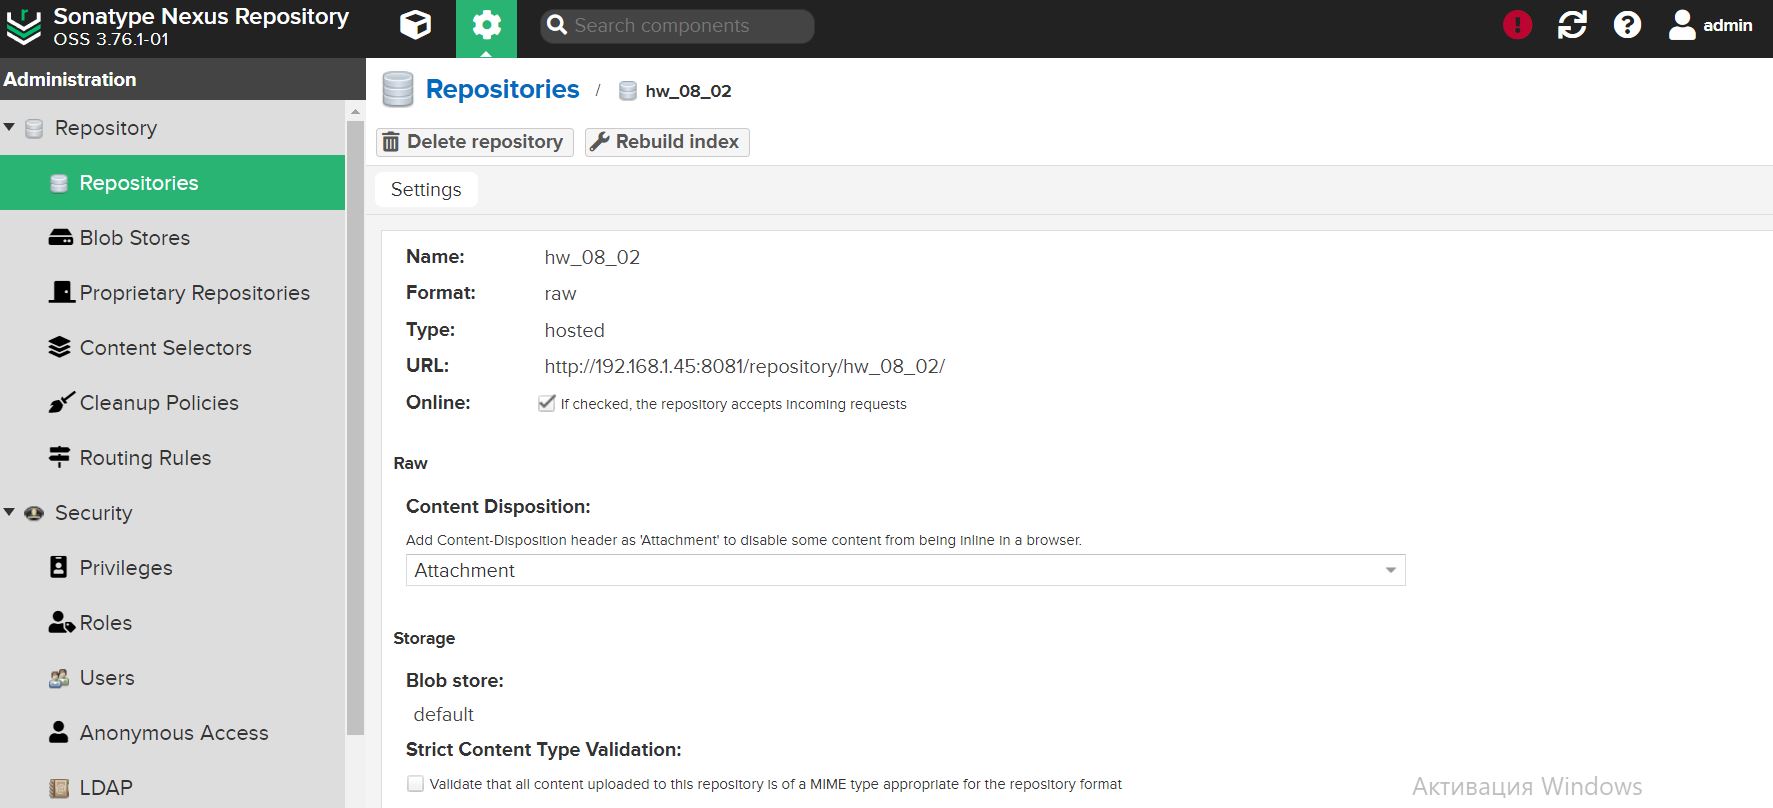 Sonatype Nexus Repository
OSS 3.76.1-01
Search components
admin
Administration
Repository
Repositories
Blob Stores
Proprietary Repositories
Content Selectors
Cleanup Policies
Routing Rules
Security
Privileges
Roles
Users
Anonymous Access
LDAP
Repositories / hw_08_02
Delete repository Rebuild index
Settings
Name: hw_08_02
Format: raw
Type: hosted
URL: http://192.168.1.45:8081/repository/hw_08_02/
Online: If checked, the repository accepts incoming requests
Raw
Content Disposition:
Add Content-Disposition header as 'Attachment' to disable some content from being inline in a browser.
Attachment
Storage
Blob store:
default
Strict Content Type Validation:
Validate that all content uploaded to this repository is of a MIME type appropriate for the repository format
Активация Windows